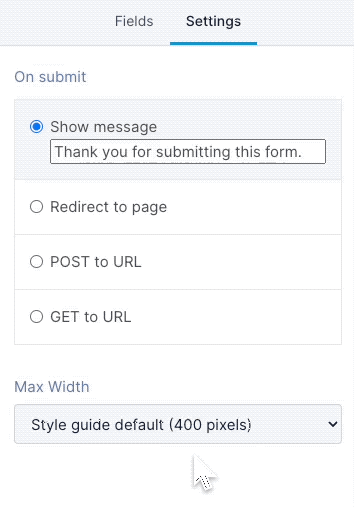 Fields Settings
On submit
Show message
Thank you for submitting this form.
Redirect to page
POST to URL
GET to URL
Max Width
Style guide default (400 pixels)